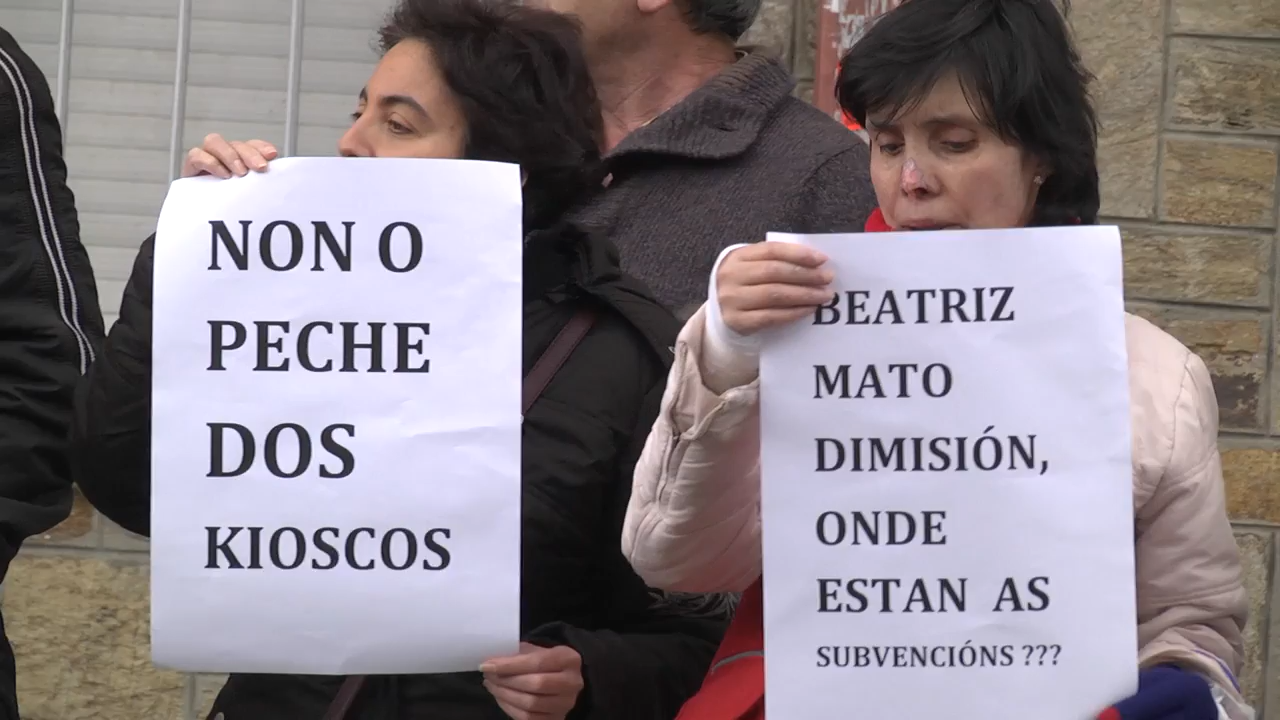 NON O
PECHE
DOS
KIOSCOS
BEATRIZ
MATO
DIMISIÓN,
ONDE
ESTAN AS
SUBVENCIÓNS ???